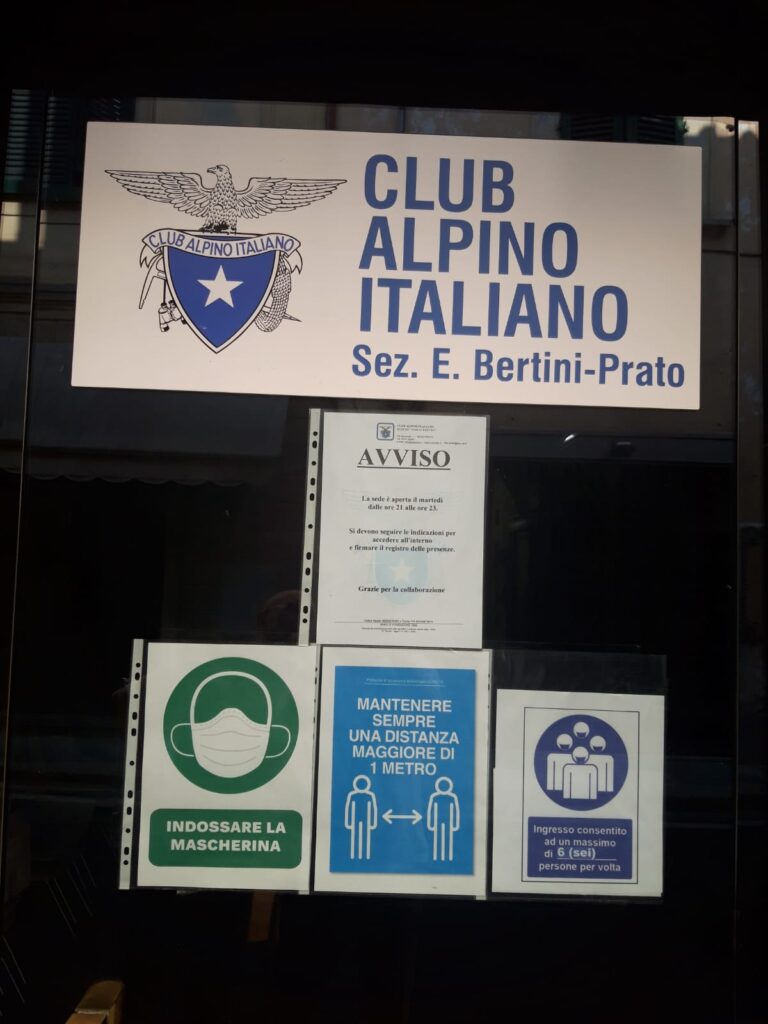 CLUB ALPINO ITALIANO
CLUB
ALPINO
ITALIANO
Sez. E. Bertini-Prato
CLUB ALPINO ITALIANO
AVVISO
La sede è aperta il martedì
dalle ore 21 alle ore 23.
Si devono seguire le indicazioni per
accedere all'interno
e firmare il registro delle presenze.
Grazie per la collaborazione
INDOSSARE LA
MASCHERINA
MANTENERE
SEMPRE
UNA DISTANZA
MAGGIORE DI
1 METRO
Ingresso consentito
ad un massimo
di 6 (sei)
persone per volta